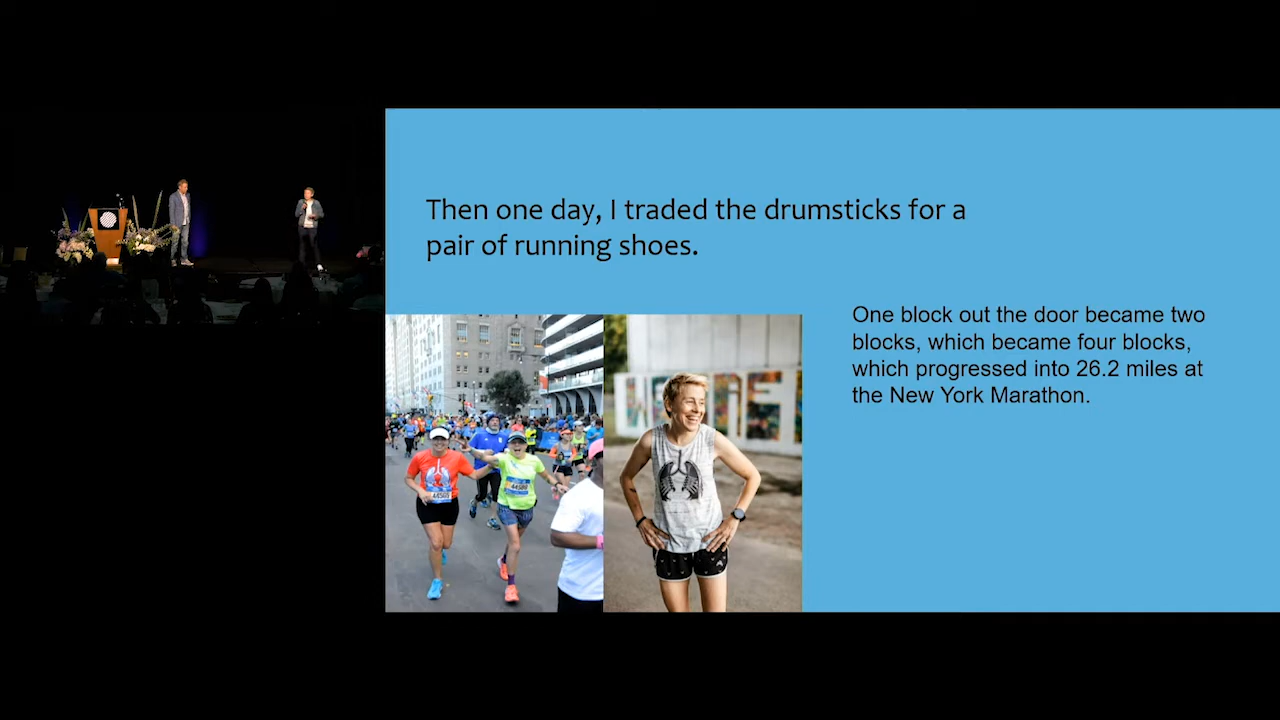 Then one day, I traded the drumsticks for a
pair of running shoes.
One block out the door became two
blocks, which became four blocks,
which progressed into 26.2 miles at
the New York Marathon.